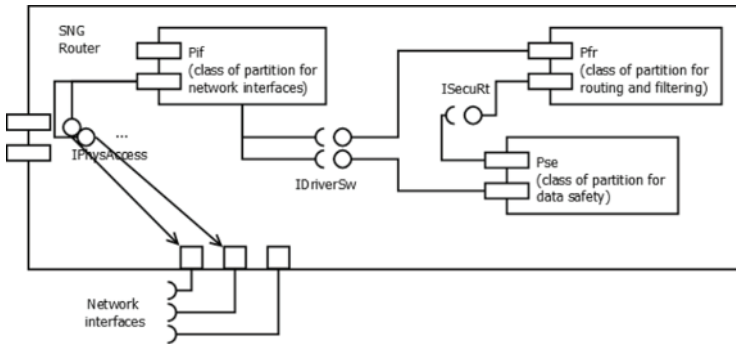 SNG
Router
Pif
(class of partition for
network interfaces)
Pfr
(class of partition for
routing and filtering)
ISecuRt
...
IPhysAccess
IDriverSw
Pse
(class of partition for
data safety)
Network
interfaces